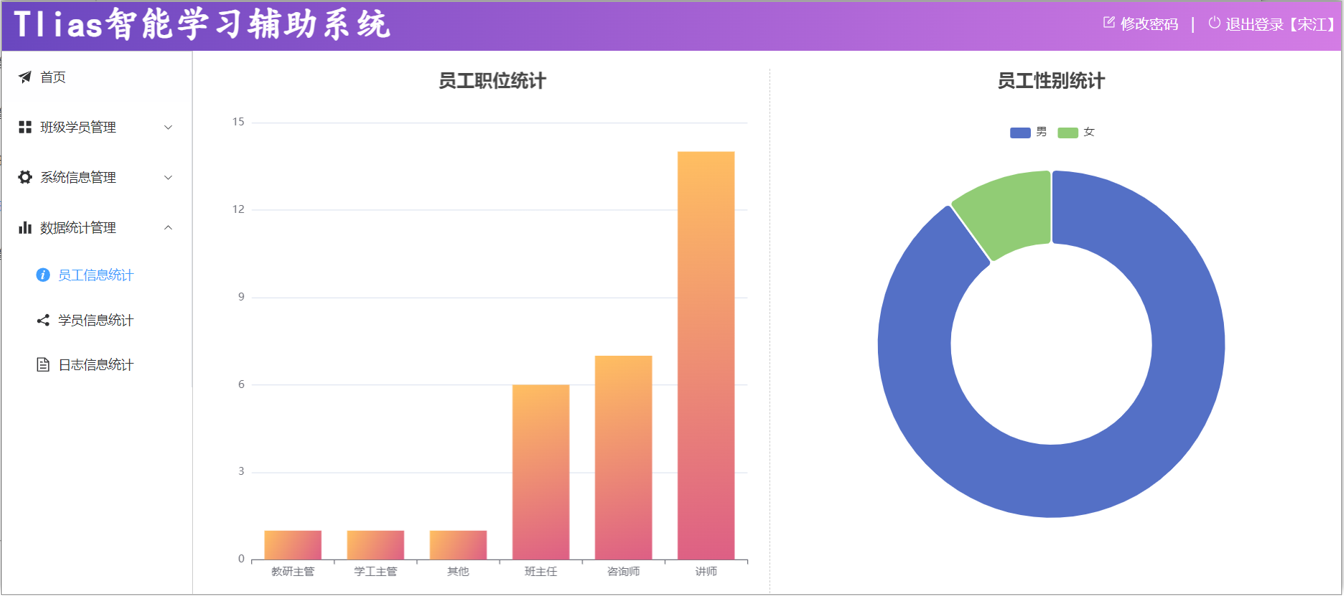 Tlias智能学习辅助系统
修改密码 | 退出登录【宋江】
首页
班级学员管理
系统信息管理
数据统计管理
员工信息统计
学员信息统计
日志信息统计
员工职位统计
15
12
9
6
3
0
教研主管 学工主管 其他 班主任 咨询师 讲师
员工性别统计
男 女